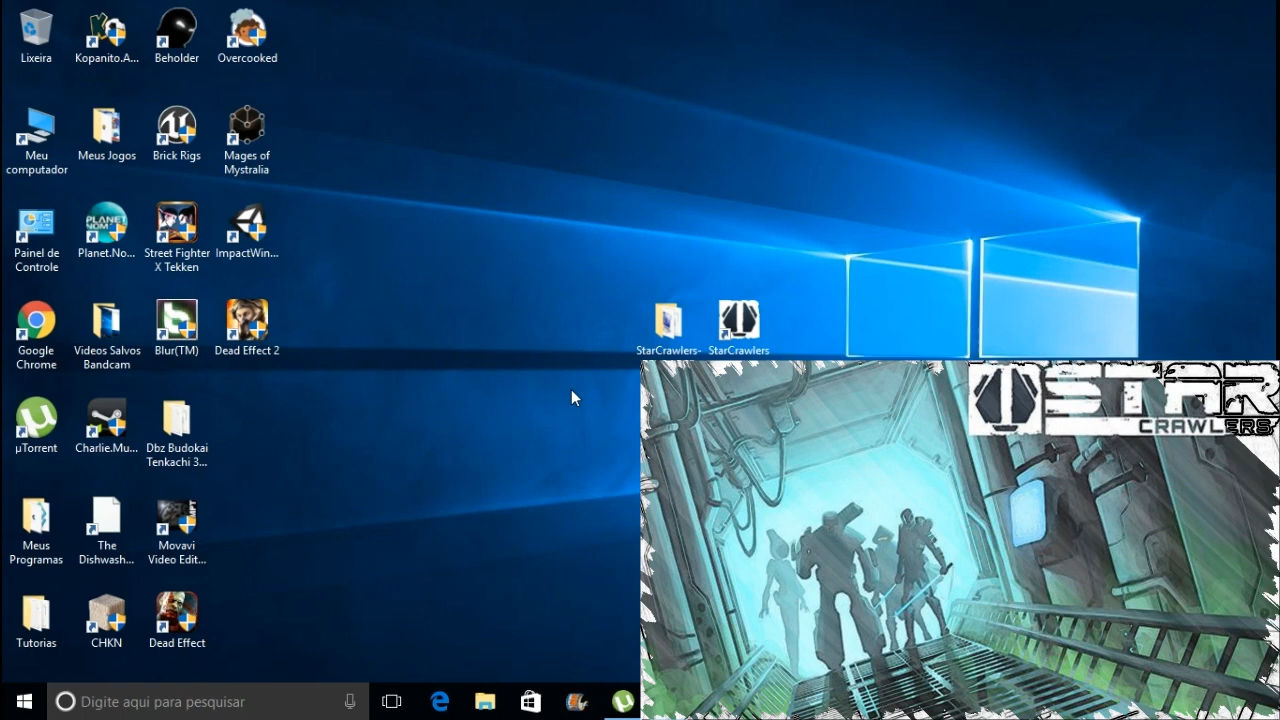 Lixeira
Kopanito.A...
Beholder
Overcooked
Meu
computador
Meus Jogos
Brick Rigs
Mages of
Mystralia
PLANET
NOM
Painel de
Controle
Planet.No...
Street Fighter
X Tekken
ImpactWin...
Google
Chrome
Videos Salvos
Bandcam
Blur(TM)
Dead Effect 2
StarCrawlers-
StarCrawlers
µTorrent
Charlie.Mu...
Dbz Budokai
Tenkachi 3...
Meus
Programas
The
Dishwash...
Movavi
Video Edit...
Tutorias
CHKN
Dead Effect
Digite aqui para pesquisar
STAR
CRAWLERS